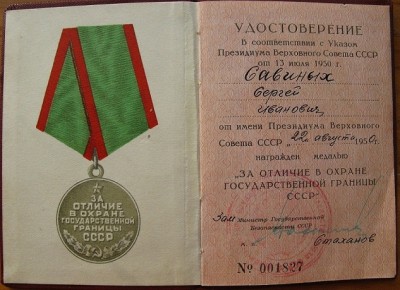 ЗА
ОТЛИЧИЕ
В ОХРАНЕ
ГОСУДАРСТВЕННОЙ
ГРАНИЦЫ
СССР
УДОСТОВЕРЕНИЕ
В соответствии с Указом
Президиума Верховного Совета СССР
от 13 июля 1950 г.
Савиных
Сергей
Иванович
от имени Президиума Верховного
Совета СССР „22" августа 195
награжден медалью
„ЗА ОТЛИЧИЕ В ОХРАНЕ
ГОСУДАРСТВЕННОЙ ГРАНИЦЫ
СССР"
Зам Министр Государственной
Безопасности СССР
Стаханов
№ 001827